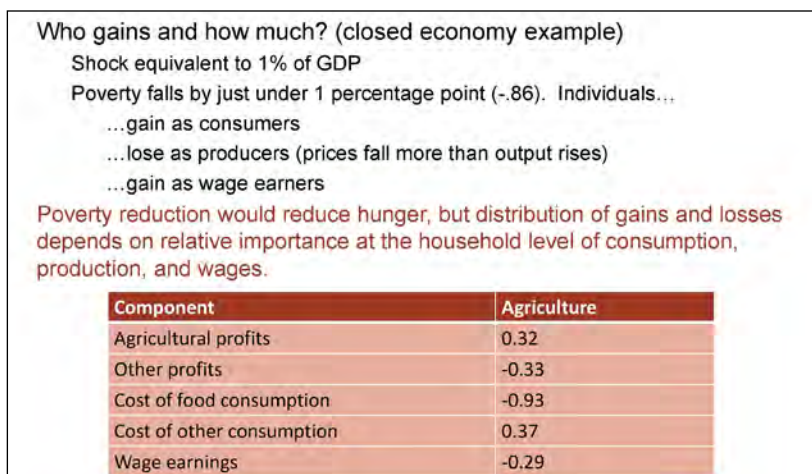 Who gains and how much? (closed economy example)
Shock equivalent to 1% of GDP
Poverty falls by just under 1 percentage point (-.86).  Individuals…
…gain as consumers
…lose as producers (prices fall more than output rises)
…gain as wage earners
Poverty reduction would reduce hunger, but distribution of gains and losses
depends on relative importance at the household level of consumption,
production, and wages.
Component Agriculture
Agricultural profits 0.32
Other profits -0.33
Cost of food consumption -0.93
Cost of other consumption 0.37
Wage earnings -0.29